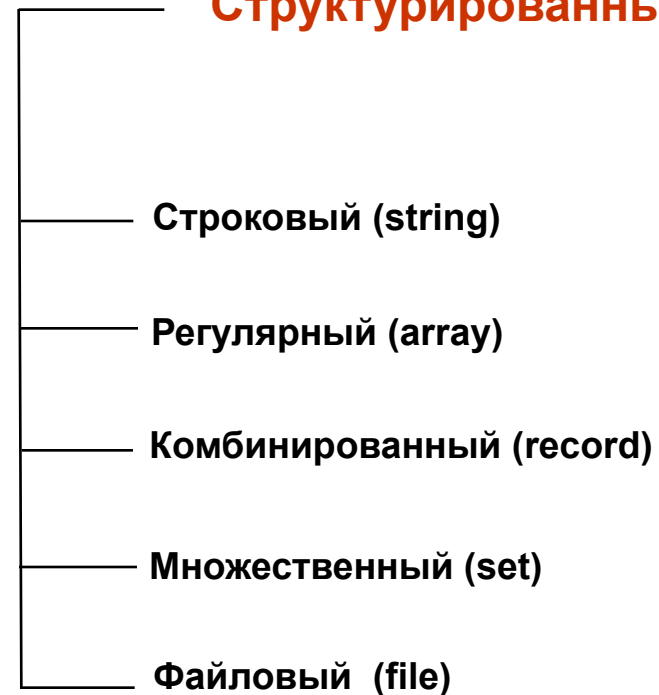 Строковый (string)
Регулярный (array)
Комбинированный (record)
Множественный (set)
Файловый (file)